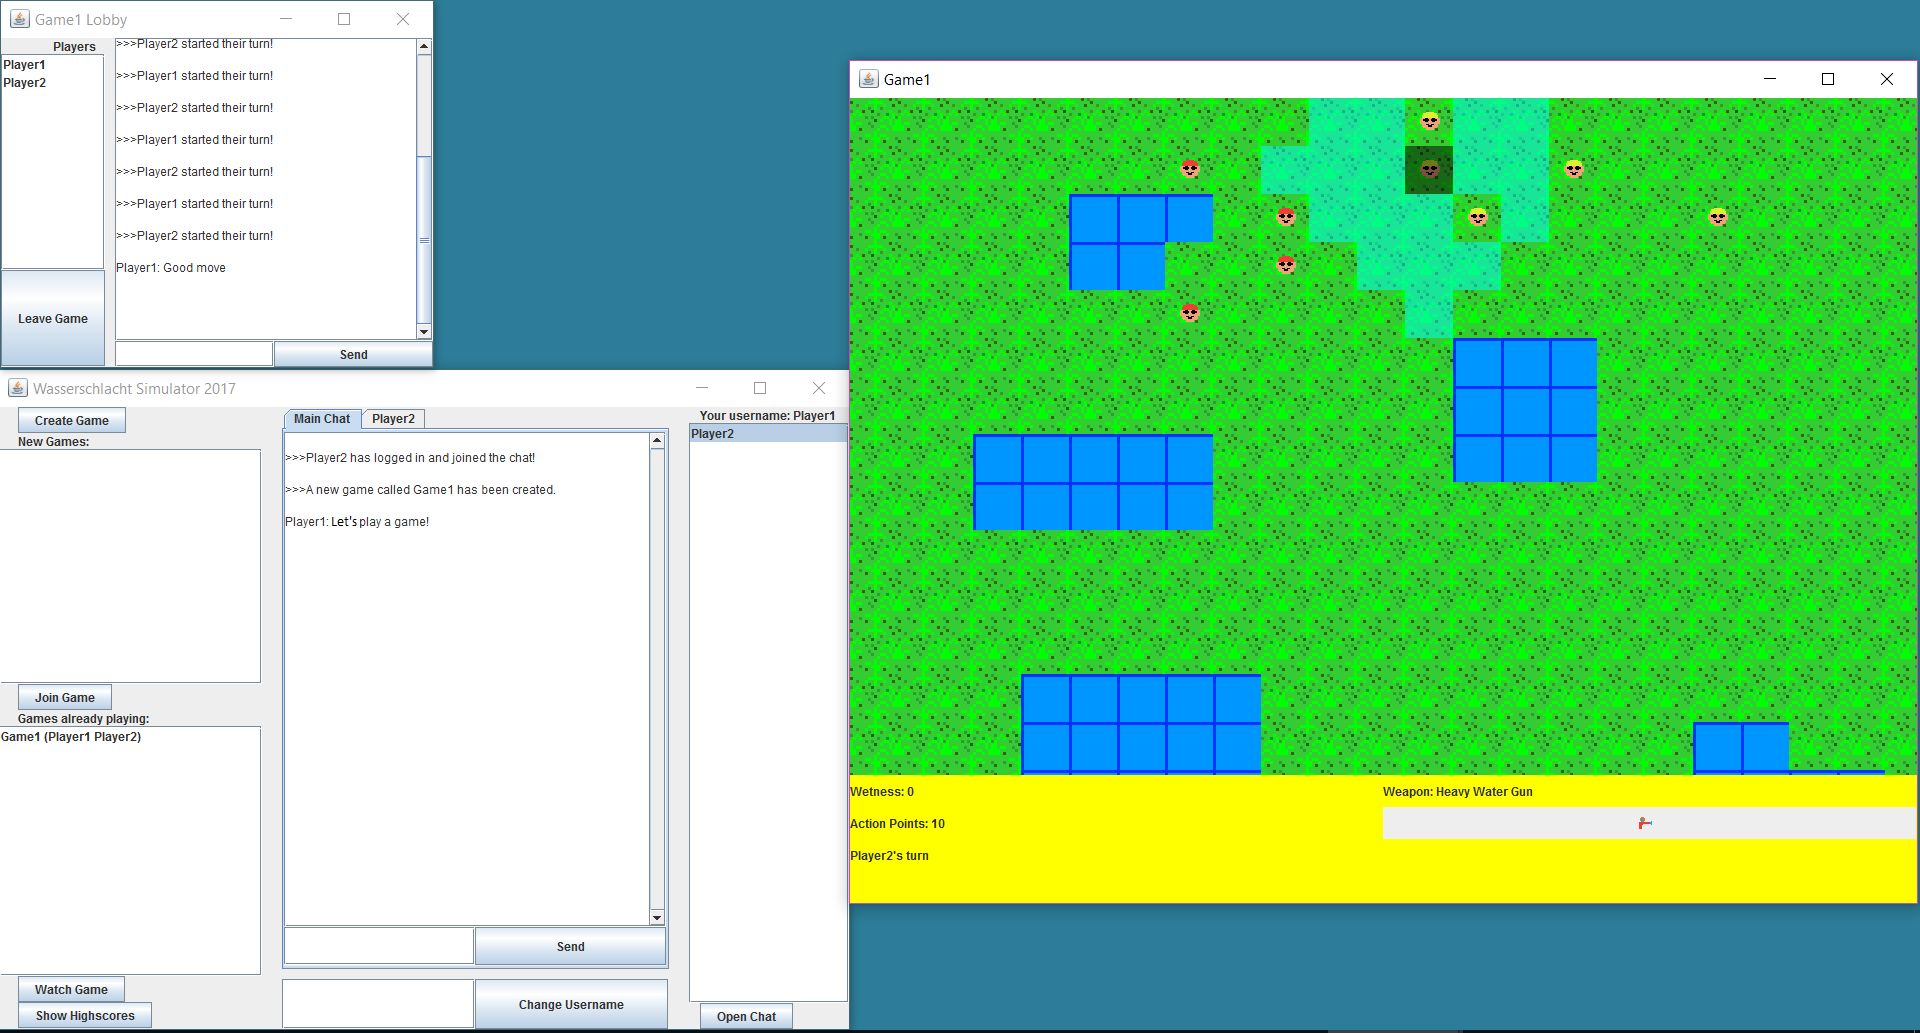 Game1 Lobby
Players
Player1
Player2
>>>Player2 started their turn!
>>>Player1 started their turn!
>>>Player2 started their turn!
>>>Player1 started their turn!
>>>Player2 started their turn!
>>>Player1 started their turn!
>>>Player2 started their turn!
Player1: Good move
Leave Game
Send
Wasserschlacht Simulator 2017
Create Game
New Games:
Join Game
Games already playing:
Game1 (Player1 Player2)
Watch Game
Show Highscores
Main Chat
Player2
>>>Player2 has logged in and joined the chat!
>>>A new game called Game1 has been created.
Player1: Let's play a game!
Send
Change Username
Your username: Player1
Player2
Open Chat
Game1
Wetness: 0
Action Points: 10
Player2's turn
Weapon: Heavy Water Gun